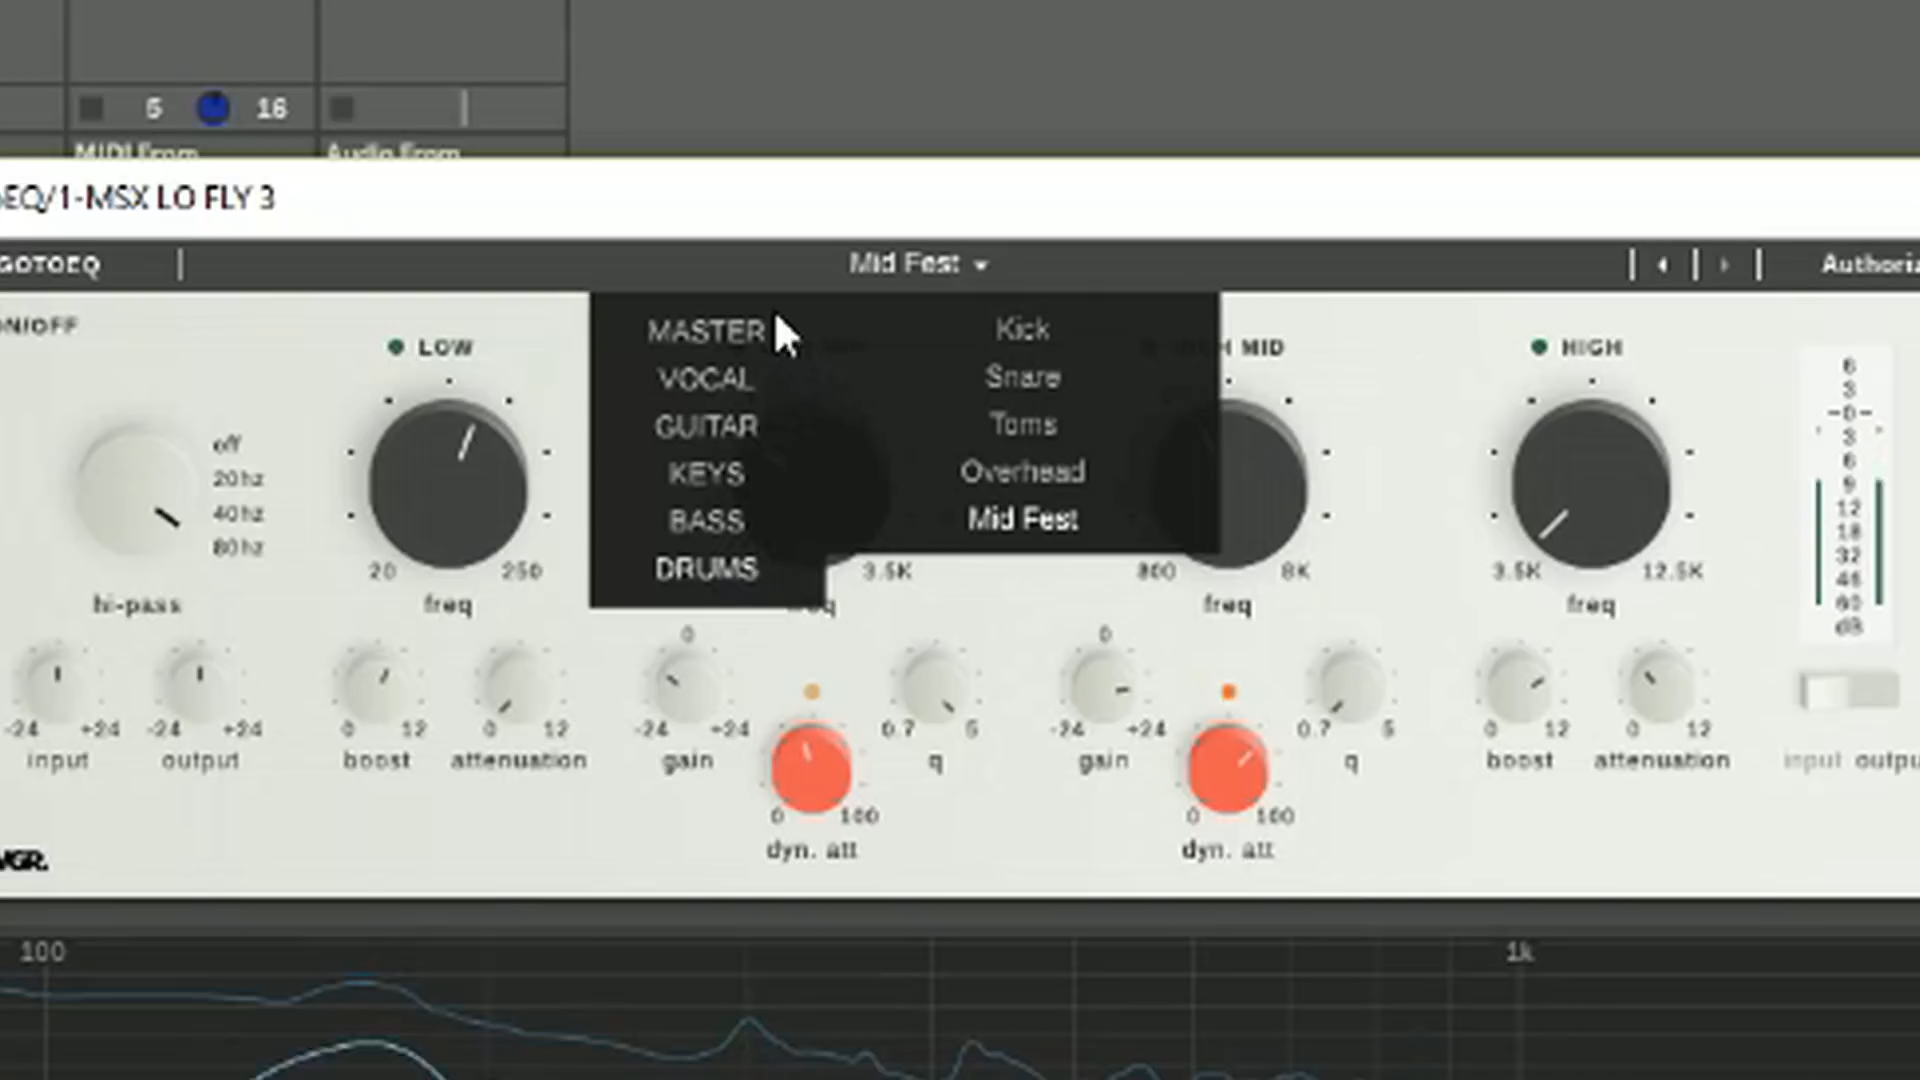 5 16
MIDI From Audio From
EQ/1-MSX LO FLY 3
GOTOEQ Mid Fest Authoriz
ON/OFF
MASTER Kick
LOW MID HIGH
VOCAL Snare
GUITAR Toms
KEYS Overhead
BASS Mid Fest
DRUMS
off
20hz
40hz
80hz
hi-pass
20 250
freq
3.5K
800 8K
freq
3.5K 12.5K
freq
6
3
0
3
6
9
12
18
32
46
60
dB
0 0
-24 +24 -24 +24 0 12 0 12 -24 +24 0.7 5 -24 +24 0.7 5 0 12 0 12
input output boost attenuation gain q gain q boost attenuation input outpu
0 100 0 100
dyn. att dyn. att
VGR.
100 1k